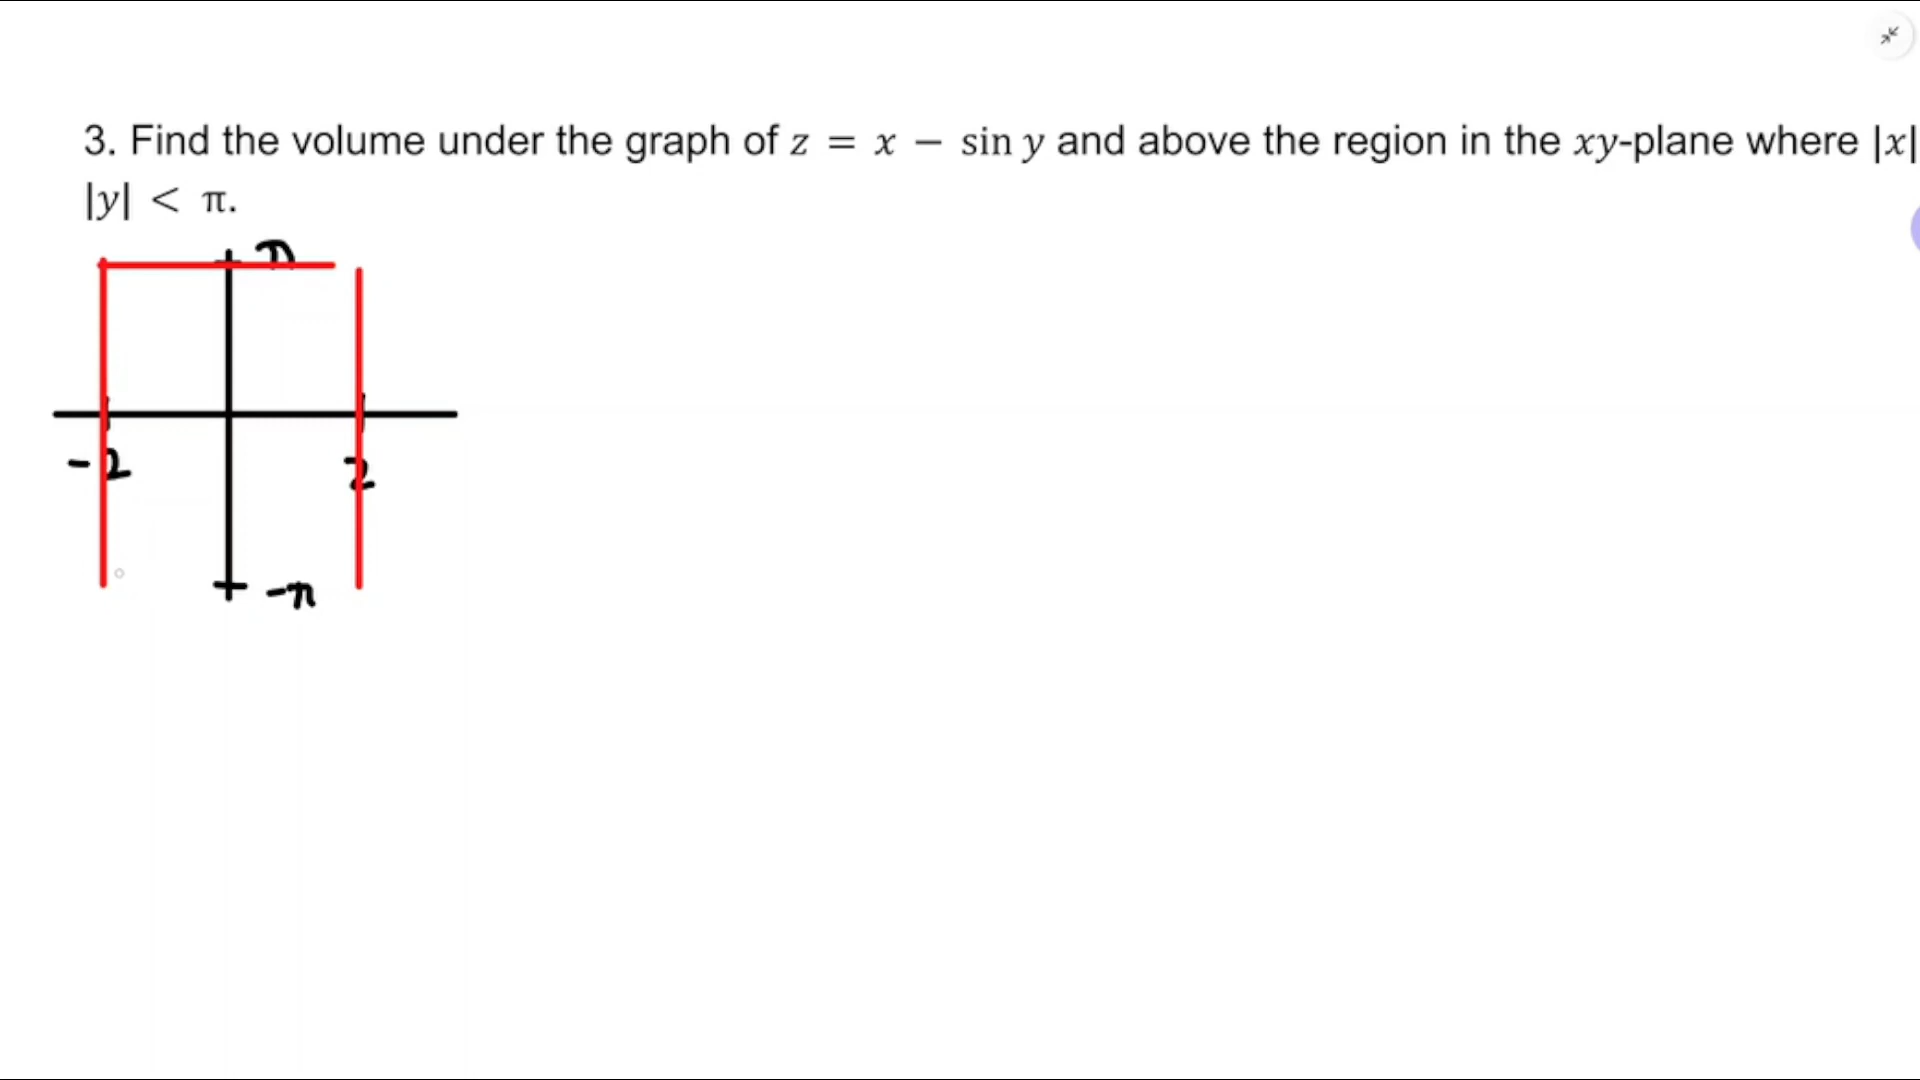 3. Find the volume under the graph of z = x − sin y and above the region in the xy-plane where |x|
|y| < π.
π
-2
2
-π